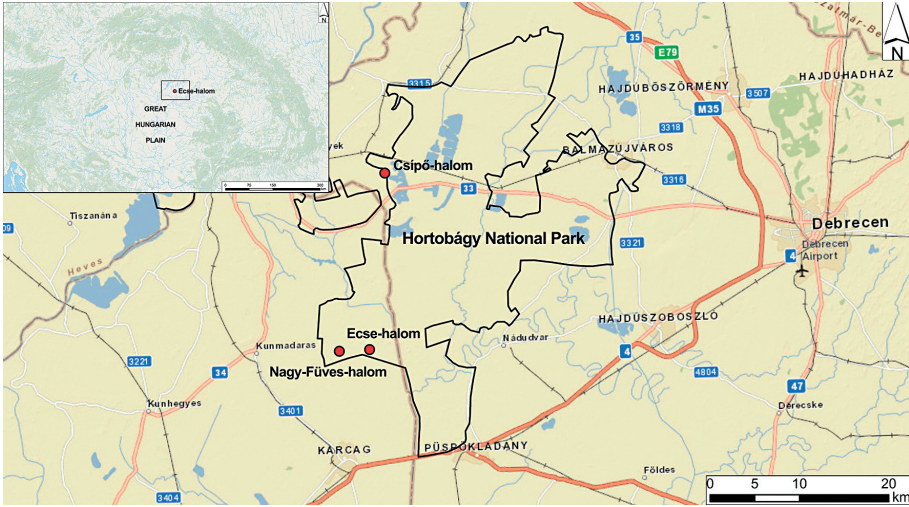 N
Ecse-halom
GREAT
HUNGARIAN
PLAIN
N
35
E79
HAJDÚHADHÁZ
3315
HAJDÚBÖSZÖRMÉNY
3507
M35
3318
yek
BALMAZÚJVÁROS
Csípő-halom
3316
33
Tiszanána
Debrecen
Hortobágy National Park
3321
Debrecen
Airport
4
09
Heves
HAJDÚSZOBOSZLÓ
Ecse-halom
Nádudvar
Kunmadaras
4
3221
Nagy-Füves-halom
34
4804
47
Kunhegyes
3401
Derecske
KARCAG
PÜSPÖKLADÁNY
Földes
3404
0 5 10 20
km